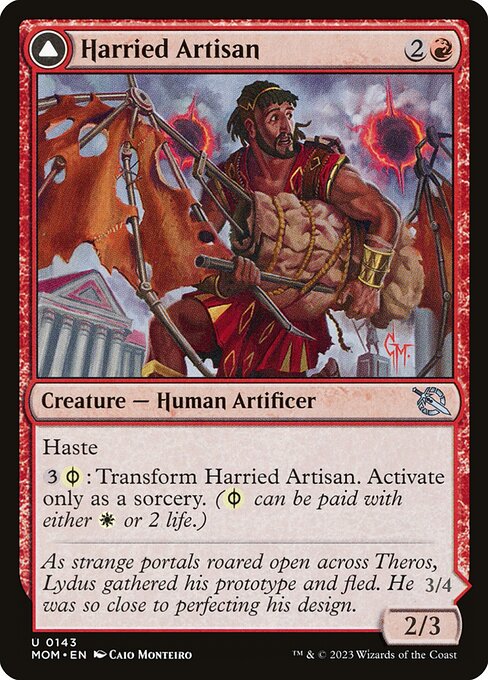 Harried Artisan 2
GM.
Creature — Human Artificer
Haste
3 : Transform Harried Artisan. Activate
only as a sorcery. ( can be paid with
either or 2 life.)
As strange portals roared open across Theros,
Lydus gathered his prototype and fled. He
was so close to perfecting his design.
3/4
2/3
U 0143
MOM • EN Caio Monteiro
™ & © 2023 Wizards of the Coast